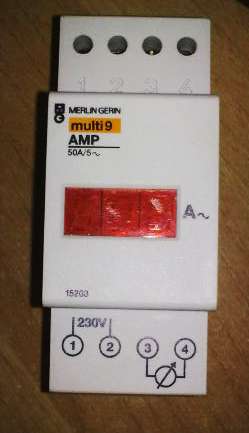 1 2 3 4
MERLIN GERIN
multi 9
AMP
50A/5~
A~
15203
230V
1 2 3 4